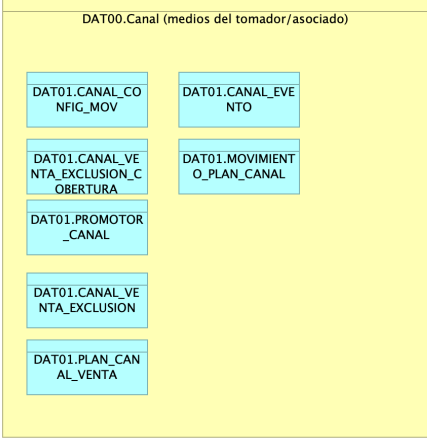 DAT00.Canal (medios del tomador/asociado)
DAT01.CANAL_CO
NFIG_MOV
DAT01.CANAL_EVE
NTO
DAT01.CANAL_VE
NTA_EXCLUSION_C
OBERTURA
DAT01.MOVIMIENT
O_PLAN_CANAL
DAT01.PROMOTOR
_CANAL
DAT01.CANAL_VE
NTA_EXCLUSION
DAT01.PLAN_CAN
AL_VENTA